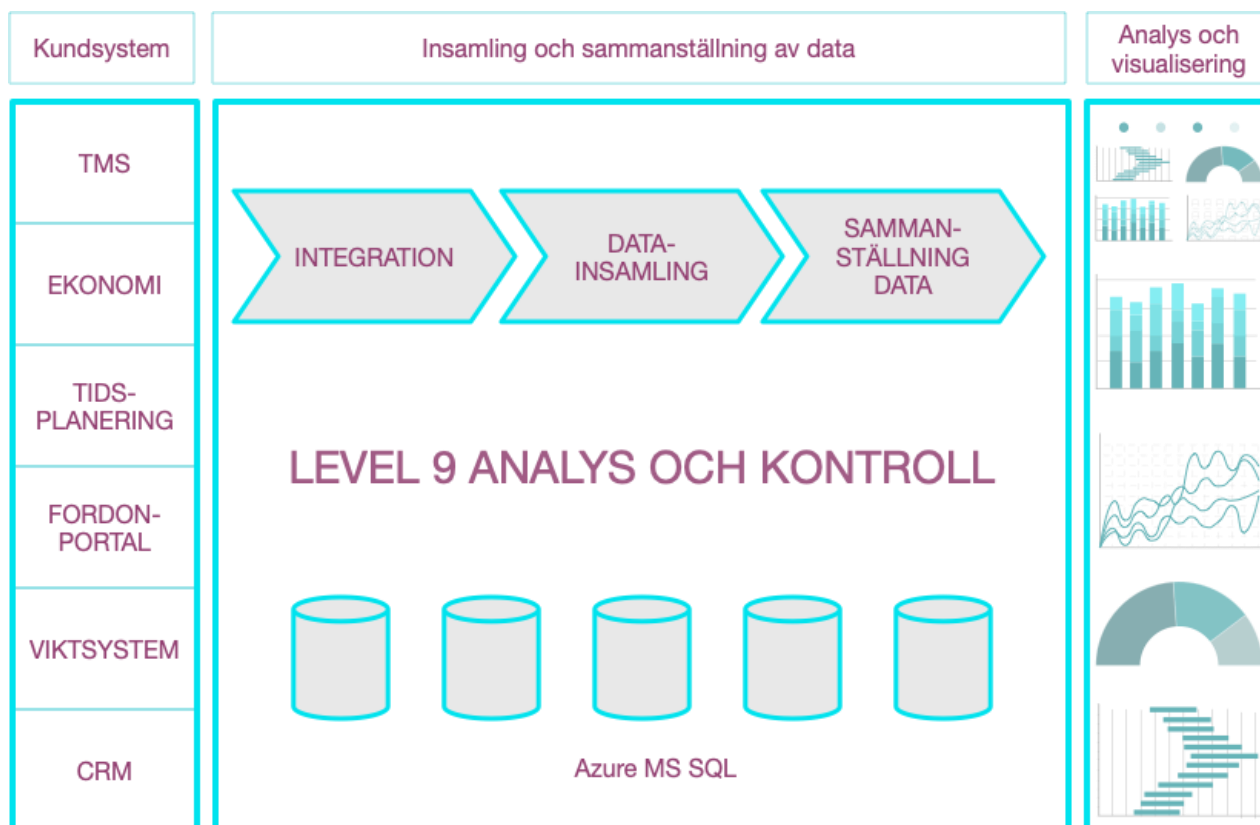 Kundsystem
Insamling och sammanställning av data
Analys och
visualisering
TMS
EKONOMI
TIDS-
PLANERING
FORDON-
PORTAL
VIKTSYSTEM
CRM
INTEGRATION
DATA-
INSAMLING
SAMMAN-
STÄLLNING
DATA
LEVEL 9 ANALYS OCH KONTROLL
Azure MS SQL